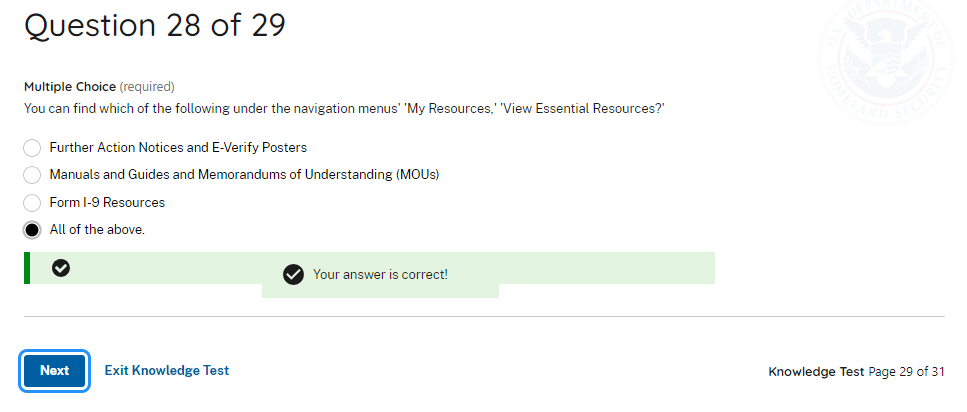 Question 28 of 29
U.S. DEPARTMENT OF
HOMELAND SECURITY
Multiple Choice (required)
You can find which of the following under the navigation menus' 'My Resources,' 'View Essential Resources?'
Further Action Notices and E-Verify Posters
Manuals and Guides and Memorandums of Understanding (MOUs)
Form I-9 Resources
All of the above.
Your answer is correct!
Next
Exit Knowledge Test
Knowledge Test Page 29 of 31